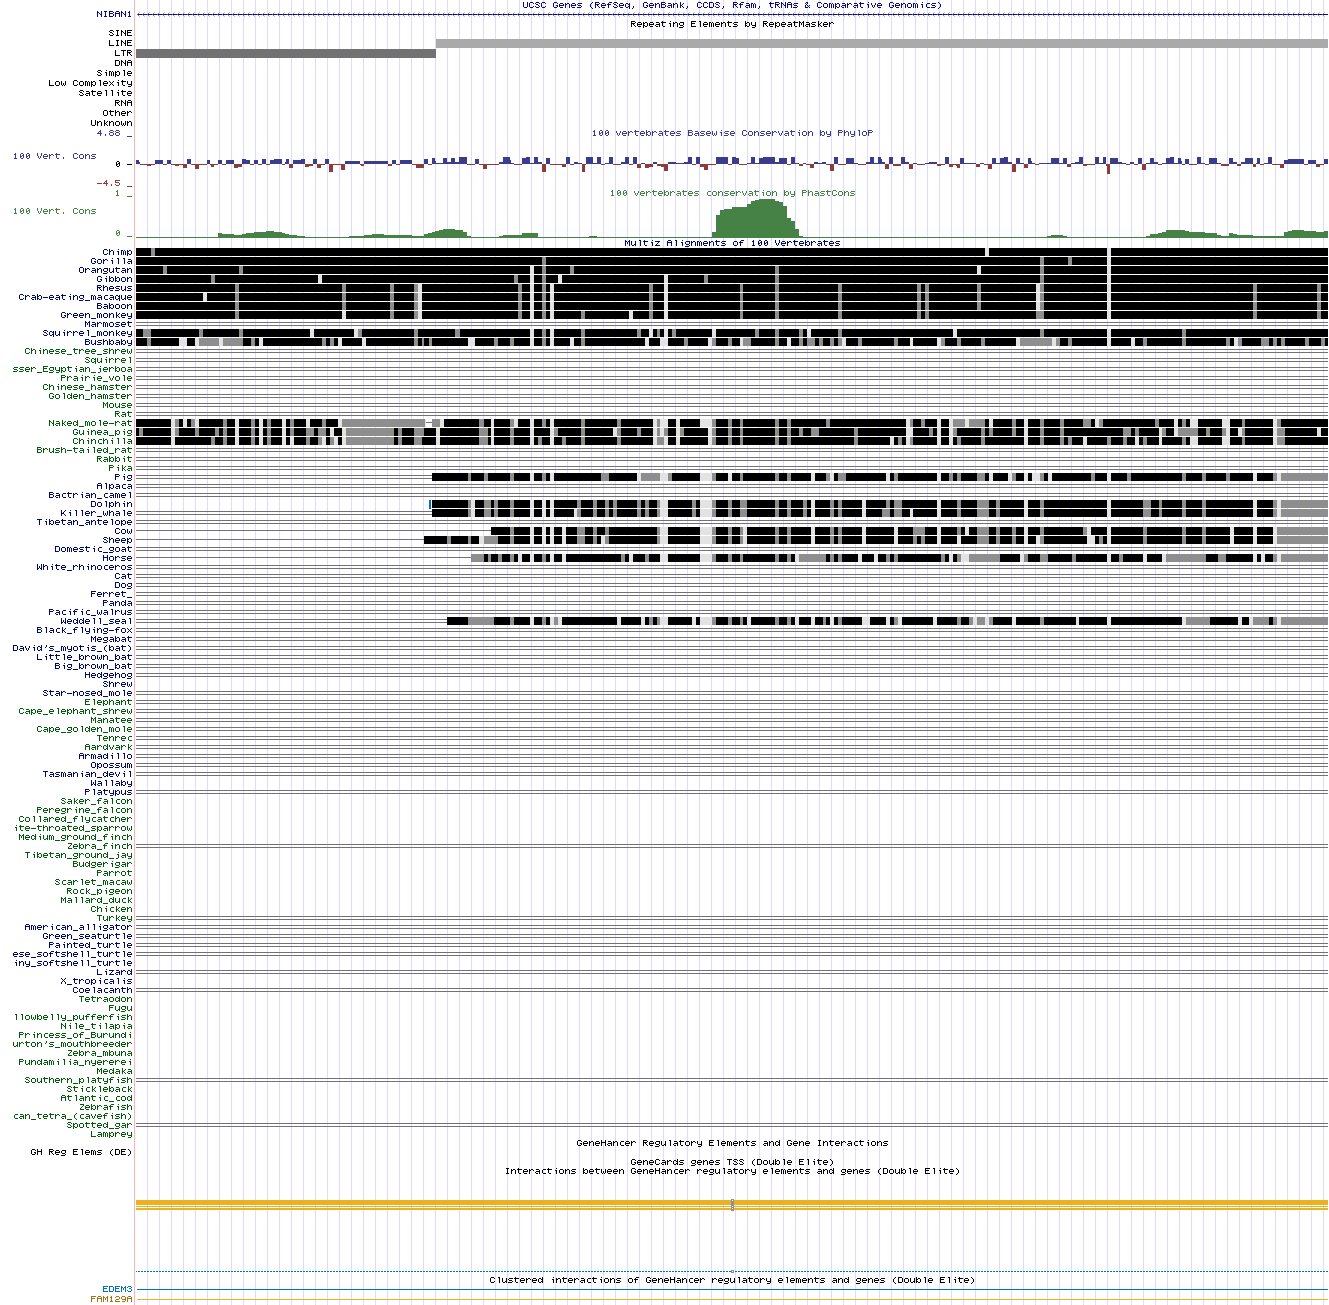 UCSC Genes (RefSeq, GenBank, CCDS, Rfam, tRNAs & Comparative Genomics)
NIBAN1
Repeating Elements by RepeatMasker
SINE
LINE
LTR
DNA
Simple
Low Complexity
Satellite
RNA
Other
Unknown
4.88 _
100 vertebrates Basewise Conservation by PhyloP
100 Vert. Cons
0 _
-4.5 _
1 _
100 vertebrates conservation by PhastCons
100 Vert. Cons
0 _
Multiz Alignments of 100 Vertebrates
Chimp
Gorilla
Orangutan
Gibbon
Rhesus
Crab-eating_macaque
Baboon
Green_monkey
Marmoset
Squirrel_monkey
Bushbaby
Chinese_tree_shrew
Squirrel
sser_Egyptian_jerboa
Prairie_vole
Chinese_hamster
Golden_hamster
Mouse
Rat
Naked_mole-rat
Guinea_pig
Chinchilla
Brush-tailed_rat
Rabbit
Pika
Pig
Alpaca
Bactrian_camel
Dolphin
Killer_whale
Tibetan_antelope
Cow
Sheep
Domestic_goat
Horse
White_rhinoceros
Cat
Dog
Ferret_
Panda
Pacific_walrus
Weddell_seal
Black_flying-fox
Megabat
David's_myotis_(bat)
Little_brown_bat
Big_brown_bat
Hedgehog
Shrew
Star-nosed_mole
Elephant
Cape_elephant_shrew
Manatee
Cape_golden_mole
Tenrec
Aardvark
Armadillo
Opossum
Tasmanian_devil
Wallaby
Platypus
Saker_falcon
Peregrine_falcon
Collared_flycatcher
ite-throated_sparrow
Medium_ground_finch
Zebra_finch
Tibetan_ground_jay
Budgerigar
Parrot
Scarlet_macaw
Rock_pigeon
Mallard_duck
Chicken
Turkey
American_alligator
Green_seaturtle
Painted_turtle
ese_softshell_turtle
iny_softshell_turtle
Lizard
X_tropicalis
Coelacanth
Tetraodon
Fugu
llowbelly_pufferfish
Nile_tilapia
Princess_of_Burundi
urton's_mouthbreeder
Zebra_mbuna
Pundamilia_nyererei
Medaka
Southern_platyfish
Stickleback
Atlantic_cod
Zebrafish
can_tetra_(cavefish)
Spotted_gar
Lamprey
GeneHancer Regulatory Elements and Gene Interactions
GH Reg Elems (DE)
GeneCards genes TSS (Double Elite)
Interactions between GeneHancer regulatory elements and genes (Double Elite)
Clustered interactions of GeneHancer regulatory elements and genes (Double Elite)
EDEM3
FAM129A